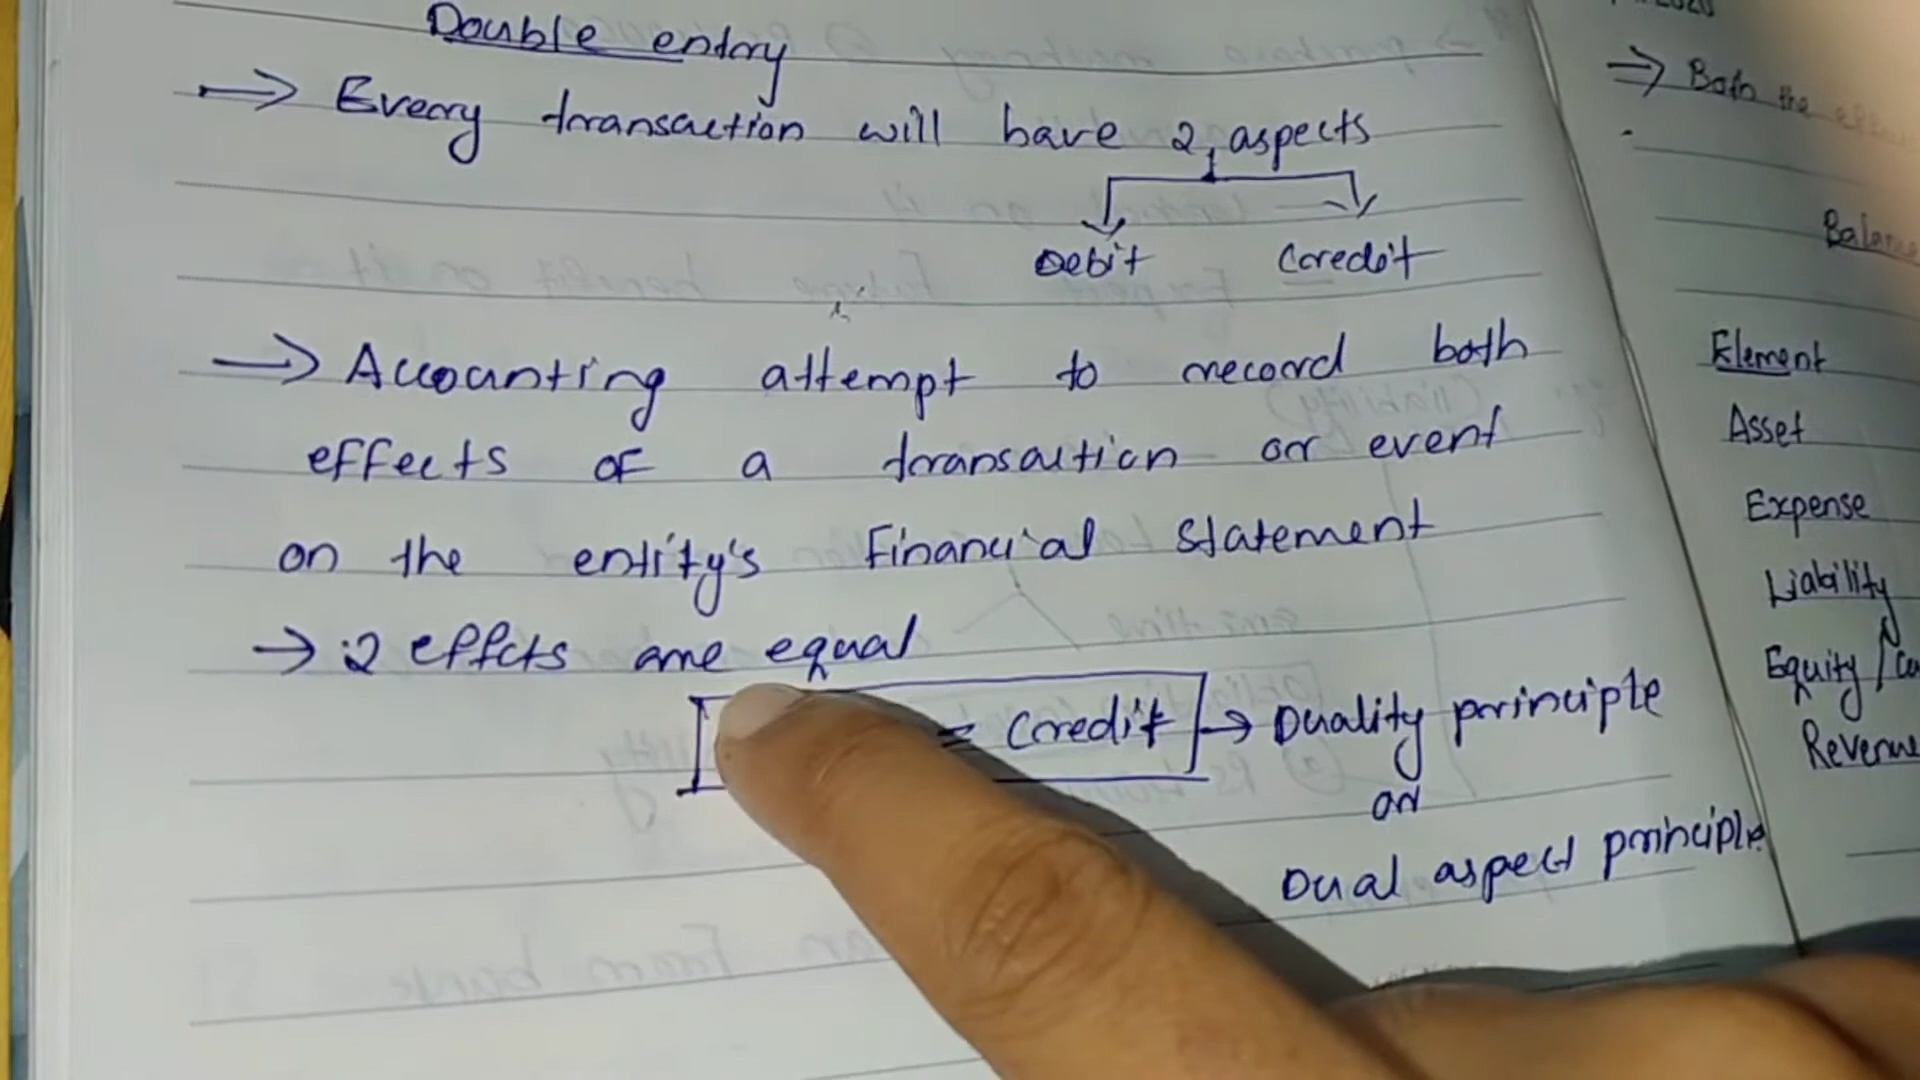 Double entry
→ Every transaction will have 2 aspects
Debit Credit
→ Accounting attempt to record both
effects of a transaction or event
on the entity's Financial statement
→ 2 effcts are equal
= Credit → Duality principle
or
Dual aspect principle
⇒ Both the
Element
Asset
Expense
Liability
Equity /
Revenue